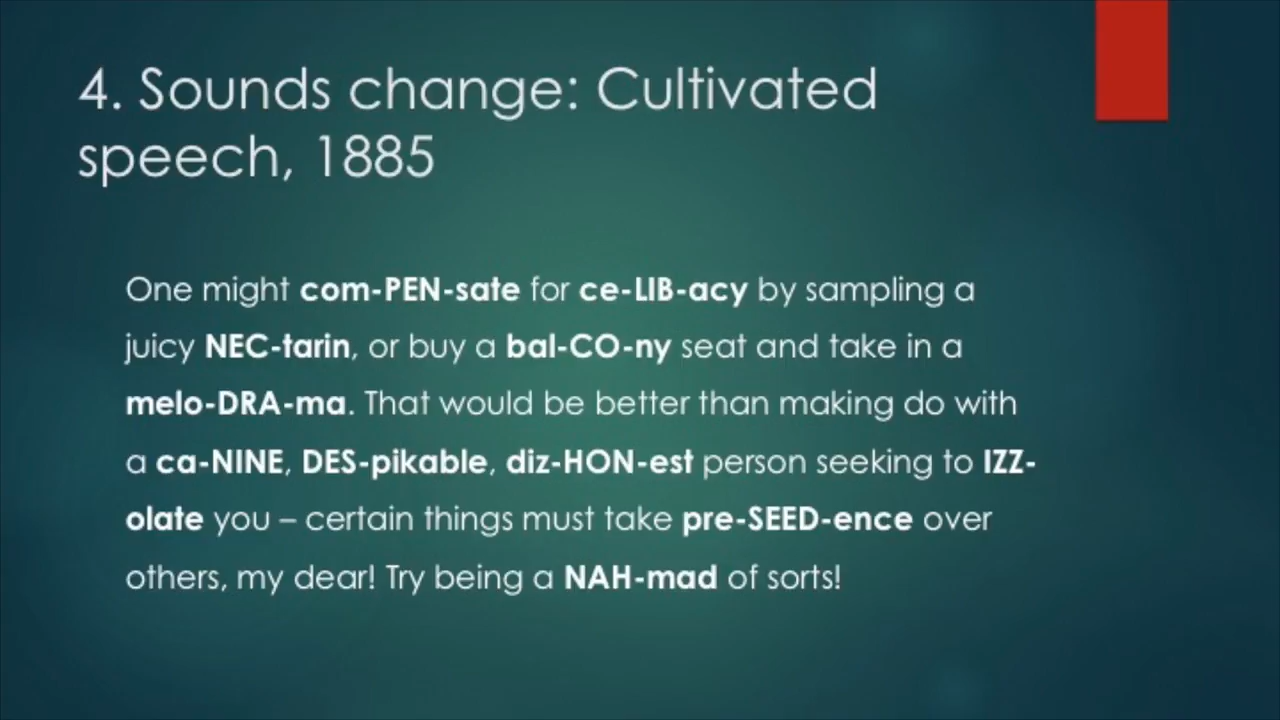 4. Sounds change: Cultivated
speech, 1885
One might com-PEN-sate for ce-LIB-acy by sampling a
juicy NEC-tarin, or buy a bal-CO-ny seat and take in a
melo-DRA-ma. That would be better than making do with
a ca-NINE, DES-pikable, diz-HON-est person seeking to IZZ-
olate you – certain things must take pre-SEED-ence over
others, my dear! Try being a NAH-mad of sorts!